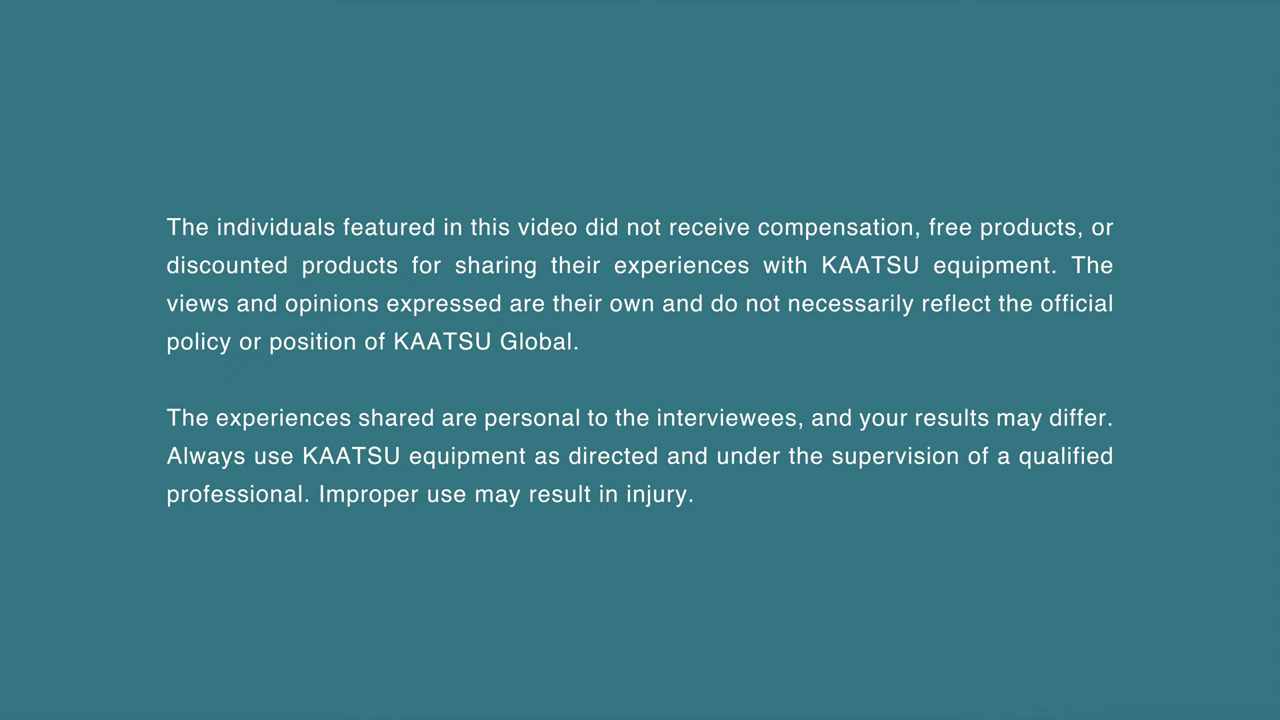 The individuals featured in this video did not receive compensation, free products, or
discounted products for sharing their experiences with KAATSU equipment. The
views and opinions expressed are their own and do not necessarily reflect the official
policy or position of KAATSU Global.
The experiences shared are personal to the interviewees, and your results may differ.
Always use KAATSU equipment as directed and under the supervision of a qualified
professional. Improper use may result in injury.